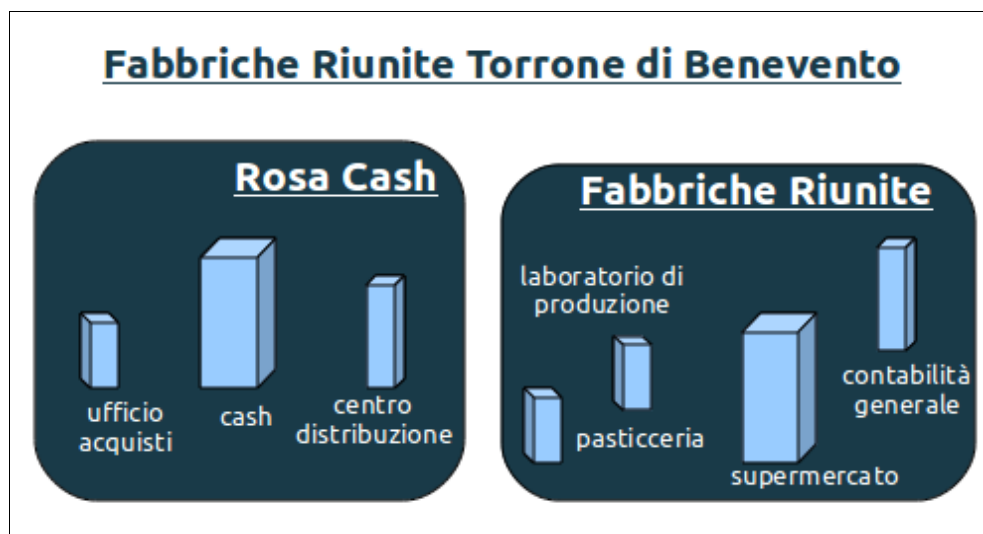 Fabbriche Riunite Torrone di Benevento
Rosa Cash
ufficio
acquisti
cash
centro
distribuzione
Fabbriche Riunite
laboratorio di
produzione
pasticceria
supermercato
contabilità
generale